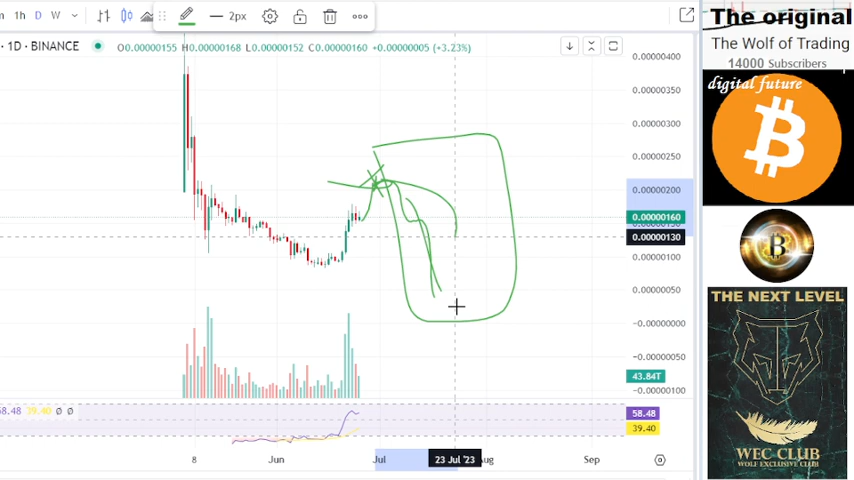 1h D W 2px
· 1D · BINANCE O0.00000155 H0.00000168 L0.00000152 C0.00000160 +0.00000005 (+3.23%)
0.00000400
0.00000350
0.00000300
0.00000250
0.00000200
0.00000160
0.00000130
0.00000100
0.00000050
−0.00000000
−0.00000050
43.84T
−0.00000100
58.48 39.40 Ø Ø
58.48
39.40
8 Jun Jul 23 Jul '23 Aug Sep
The original
The Wolf of Trading
14000 Subscribers
digital future
THE NEXT LEVEL
WEC CLUB
WOLF EXCLUSIVE CLUB